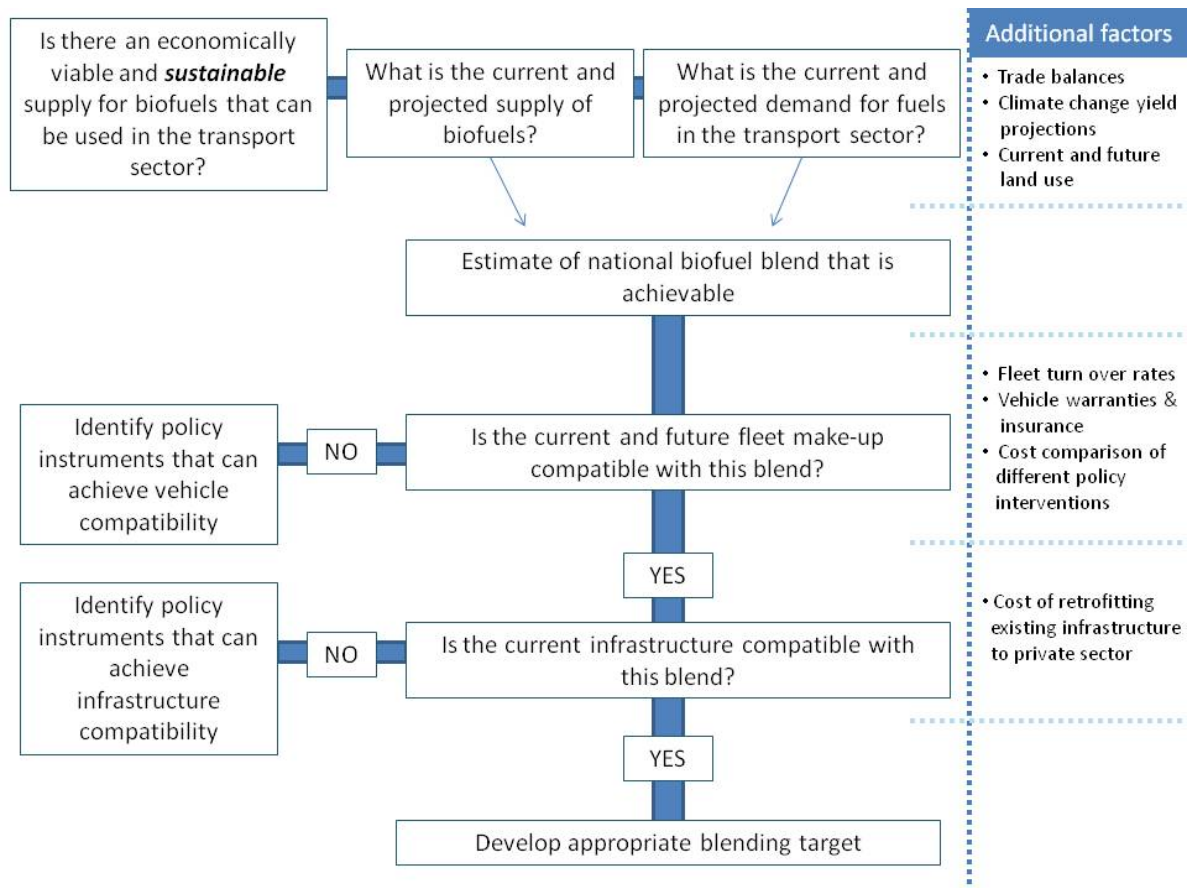 Is there an economically
viable and sustainable
supply for biofuels that can
be used in the transport
sector?
What is the current and
projected supply of
biofuels?
What is the current and
projected demand for fuels
in the transport sector?
Additional factors
• Trade balances
• Climate change yield
projections
• Current and future
land use
Estimate of national biofuel blend that is
achievable
Identify policy
instruments that can
achieve vehicle
compatibility
NO
Is the current and future fleet make-up
compatible with this blend?
• Fleet turn over rates
• Vehicle warranties &
insurance
• Cost comparison of
different policy
interventions
YES
Identify policy
instruments that can
achieve
infrastructure
compatibility
NO
Is the current infrastructure compatible with
this blend?
• Cost of retrofitting
existing infrastructure
to private sector
YES
Develop appropriate blending target